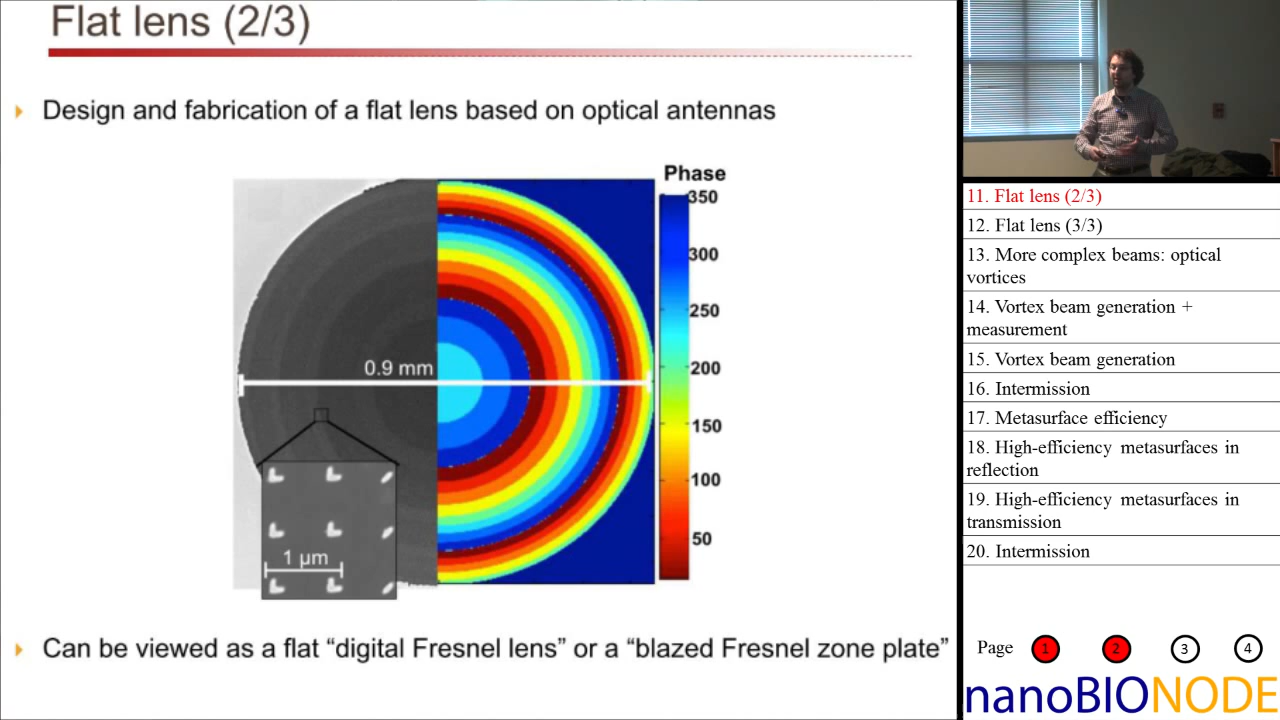 Flat lens (2/3)
Design and fabrication of a flat lens based on optical antennas
Phase
350
300
250
200
150
100
50
0.9 mm
1 µm
Can be viewed as a flat “digital Fresnel lens” or a “blazed Fresnel zone plate”
11. Flat lens (2/3)
12. Flat lens (3/3)
13. More complex beams: optical
vortices
14. Vortex beam generation +
measurement
15. Vortex beam generation
16. Intermission
17. Metasurface efficiency
18. High-efficiency metasurfaces in
reflection
19. High-efficiency metasurfaces in
transmission
20. Intermission
Page 1 2 3 4
nanoBIONODE